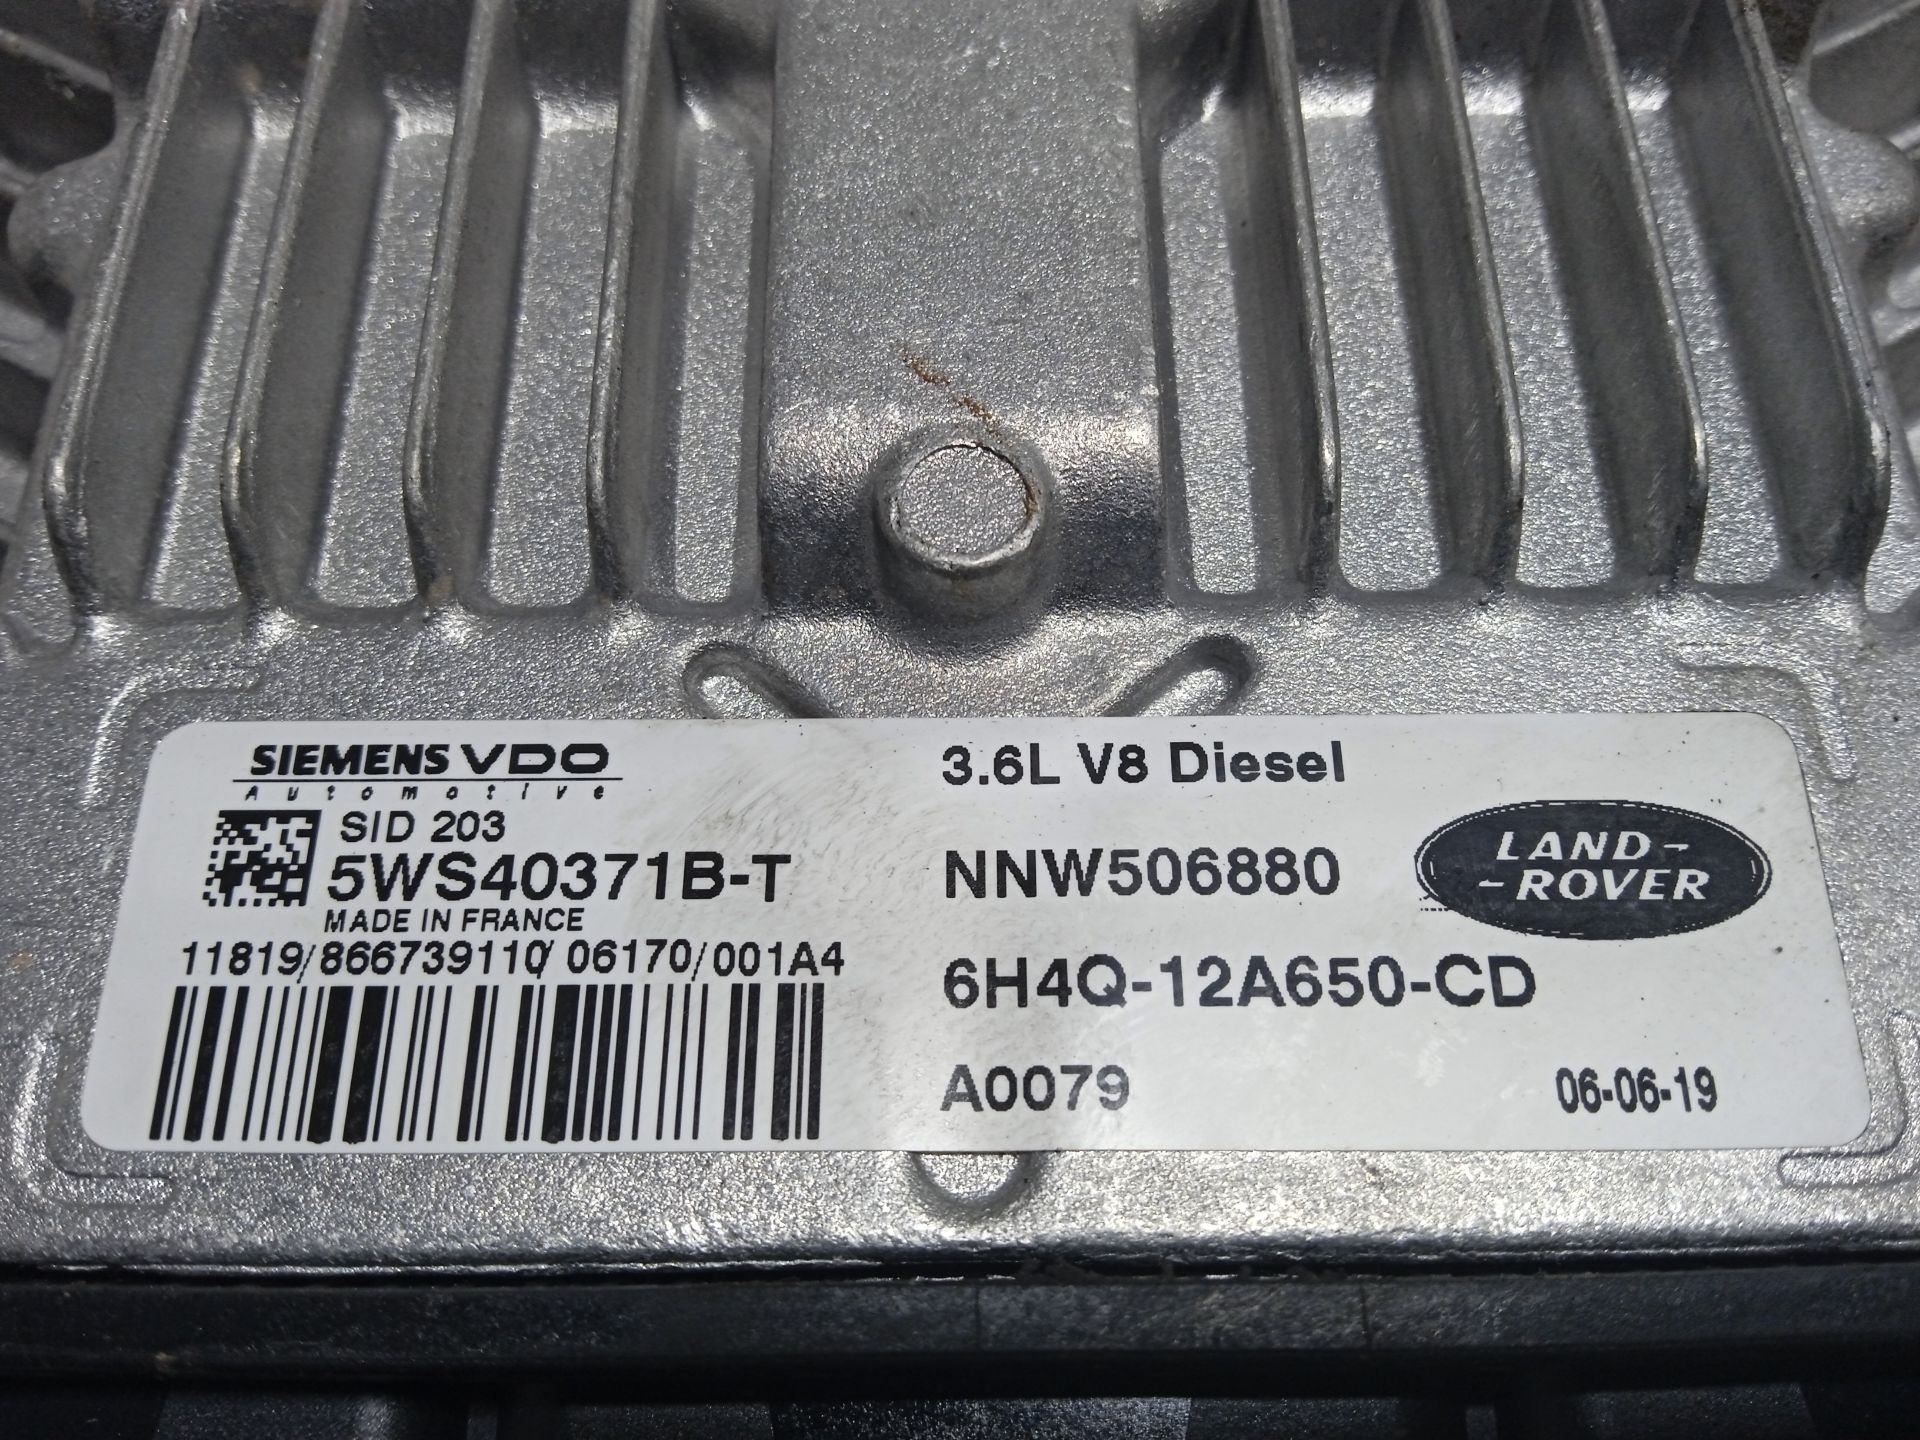 SIEMENS VDO
Automotive
SID 203
5WS40371B-T
MADE IN FRANCE
11819/866739110/06170/001A4
3.6L V8 Diesel
NNW506880
LAND-
-ROVER
6H4Q-12A650-CD
A0079
06-06-19